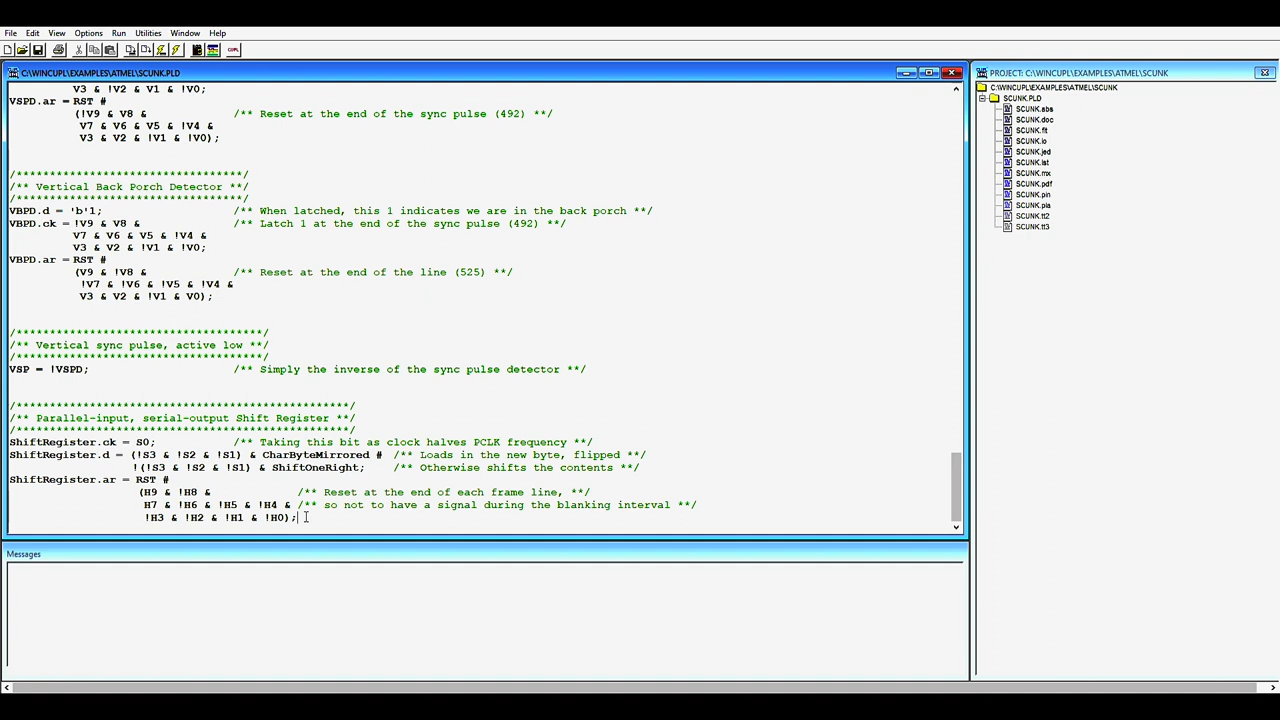 File Edit View Options Run Utilities Window Help
C:\WINCUPL\EXAMPLES\ATMEL\SCUNK.PLD
V3 & !V2 & V1 & !V0;
VSPD.ar = RST #
(!V9 & V8 & /** Reset at the end of the sync pulse (492) **/
V7 & V6 & V5 & !V4 &
V3 & V2 & !V1 & !V0);
/**********************************/
/** Vertical Back Porch Detector **/
/**********************************/
VBPD.d = 'b'1; /** When latched, this 1 indicates we are in the back porch **/
VBPD.ck = !V9 & V8 & /** Latch 1 at the end of the sync pulse (492) **/
V7 & V6 & V5 & !V4 &
V3 & V2 & !V1 & !V0;
VBPD.ar = RST #
(V9 & !V8 & /** Reset at the end of the line (525) **/
!V7 & !V6 & !V5 & !V4 &
V3 & V2 & !V1 & V0);
/*************************************/
/** Vertical sync pulse, active low **/
/*************************************/
VSP = !VSPD; /** Simply the inverse of the sync pulse detector **/
/**************************************************/
/** Parallel-input, serial-output Shift Register **/
/**************************************************/
ShiftRegister.ck = S0; /** Taking this bit as clock halves PCLK frequency **/
ShiftRegister.d = (!S3 & !S2 & !S1) & CharByteMirrored # /** Loads in the new byte, flipped **/
!(!S3 & !S2 & !S1) & ShiftOneRight; /** Otherwise shifts the contents **/
ShiftRegister.ar = RST #
(H9 & !H8 & /** Reset at the end of each frame line, **/
H7 & !H6 & !H5 & !H4 & /** so not to have a signal during the blanking interval **/
!H3 & !H2 & !H1 & !H0);
Messages
PROJECT: C:\WINCUPL\EXAMPLES\ATMEL\SCUNK
C:\WINCUPL\EXAMPLES\ATMEL\SCUNK
SCUNK.PLD
SCUNK.abs
SCUNK.doc
SCUNK.fit
SCUNK.io
SCUNK.jed
SCUNK.lst
SCUNK.mx
SCUNK.pdf
SCUNK.pin
SCUNK.pla
SCUNK.tt2
SCUNK.tt3